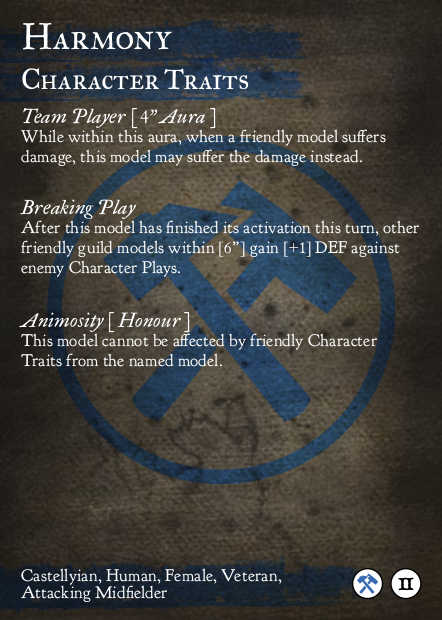 Harmony
Character Traits
Team Player [ 4" Aura ]
While within this aura, when a friendly model suffers
damage, this model may suffer the damage instead.
Breaking Play
After this model has finished its activation this turn, other
friendly guild models within [6"] gain [+1] DEF against
enemy Character Plays.
Animosity [ Honour ]
This model cannot be affected by friendly Character
Traits from the named model.
Castellyian, Human, Female, Veteran,
Attacking Midfielder
II